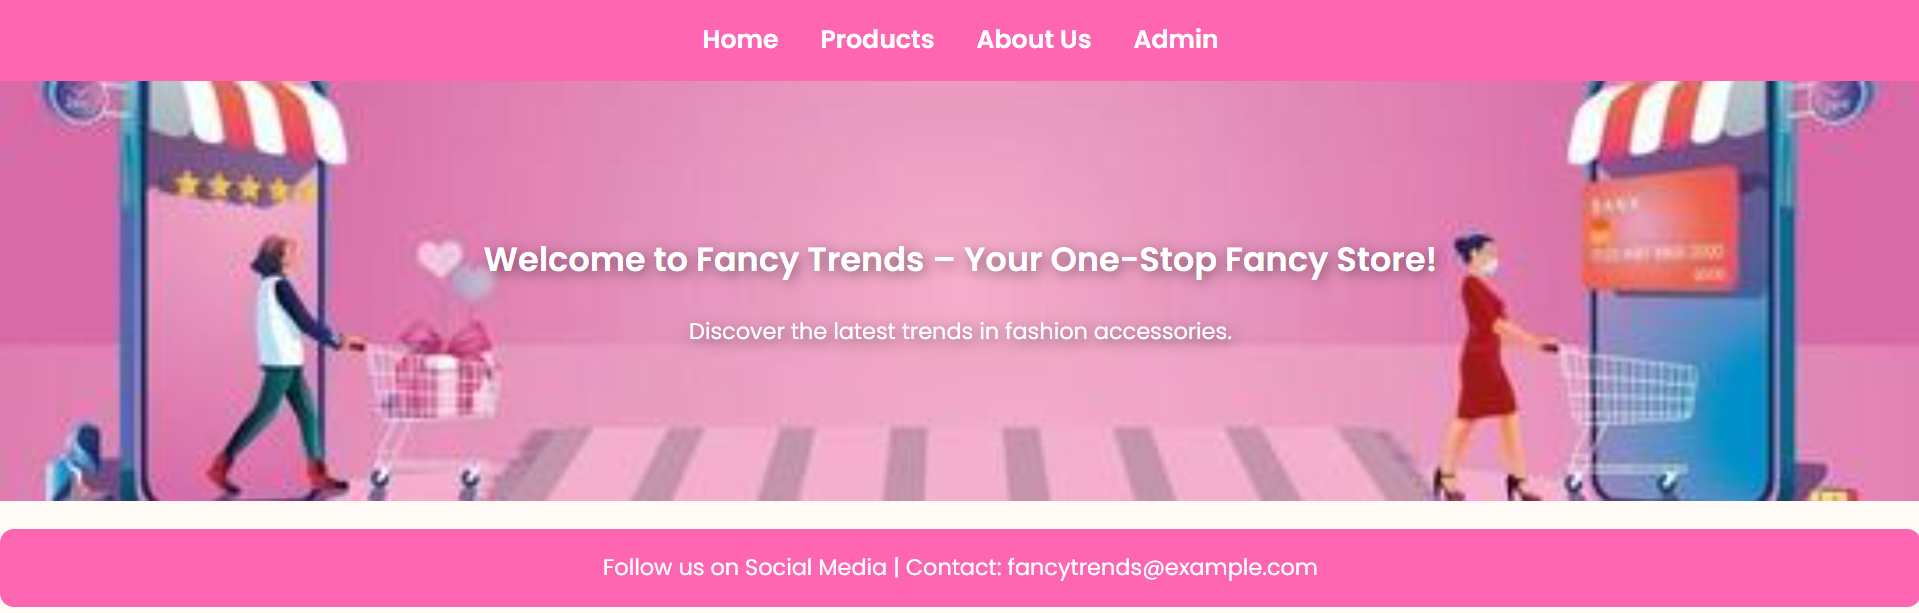 Home Products About Us Admin
BANK
Welcome to Fancy Trends – Your One-Stop Fancy Store!
Discover the latest trends in fashion accessories.
Follow us on Social Media | Contact: fancytrends@example.com